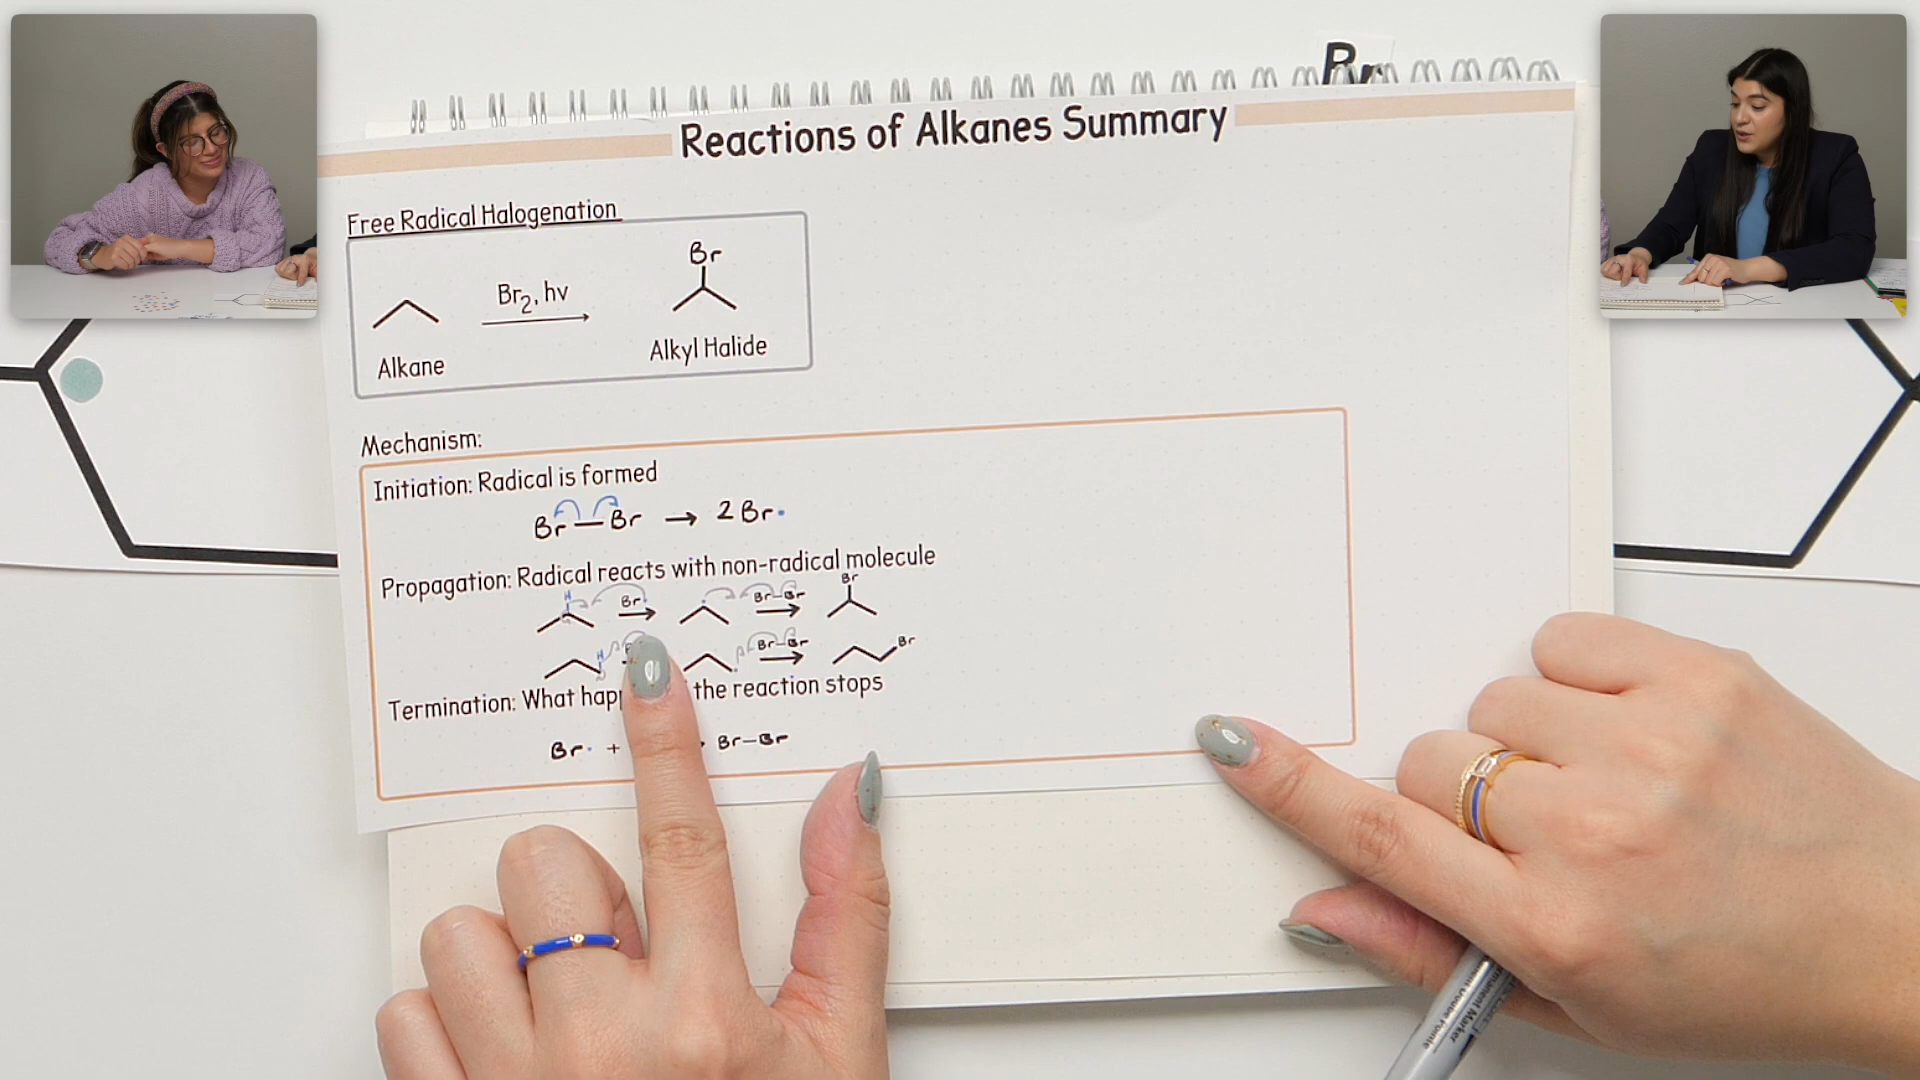 Br
Reactions of Alkanes Summary
Free Radical Halogenation
Br
Br2, hv
Alkane
Alkyl Halide
Mechanism:
Initiation: Radical is formed
Br — Br → 2 Br·
Propagation: Radical reacts with non-radical molecule
H Br· Br-Br Br
H Br-Br Br
Termination: What the reaction stops
Br· + Br-Br